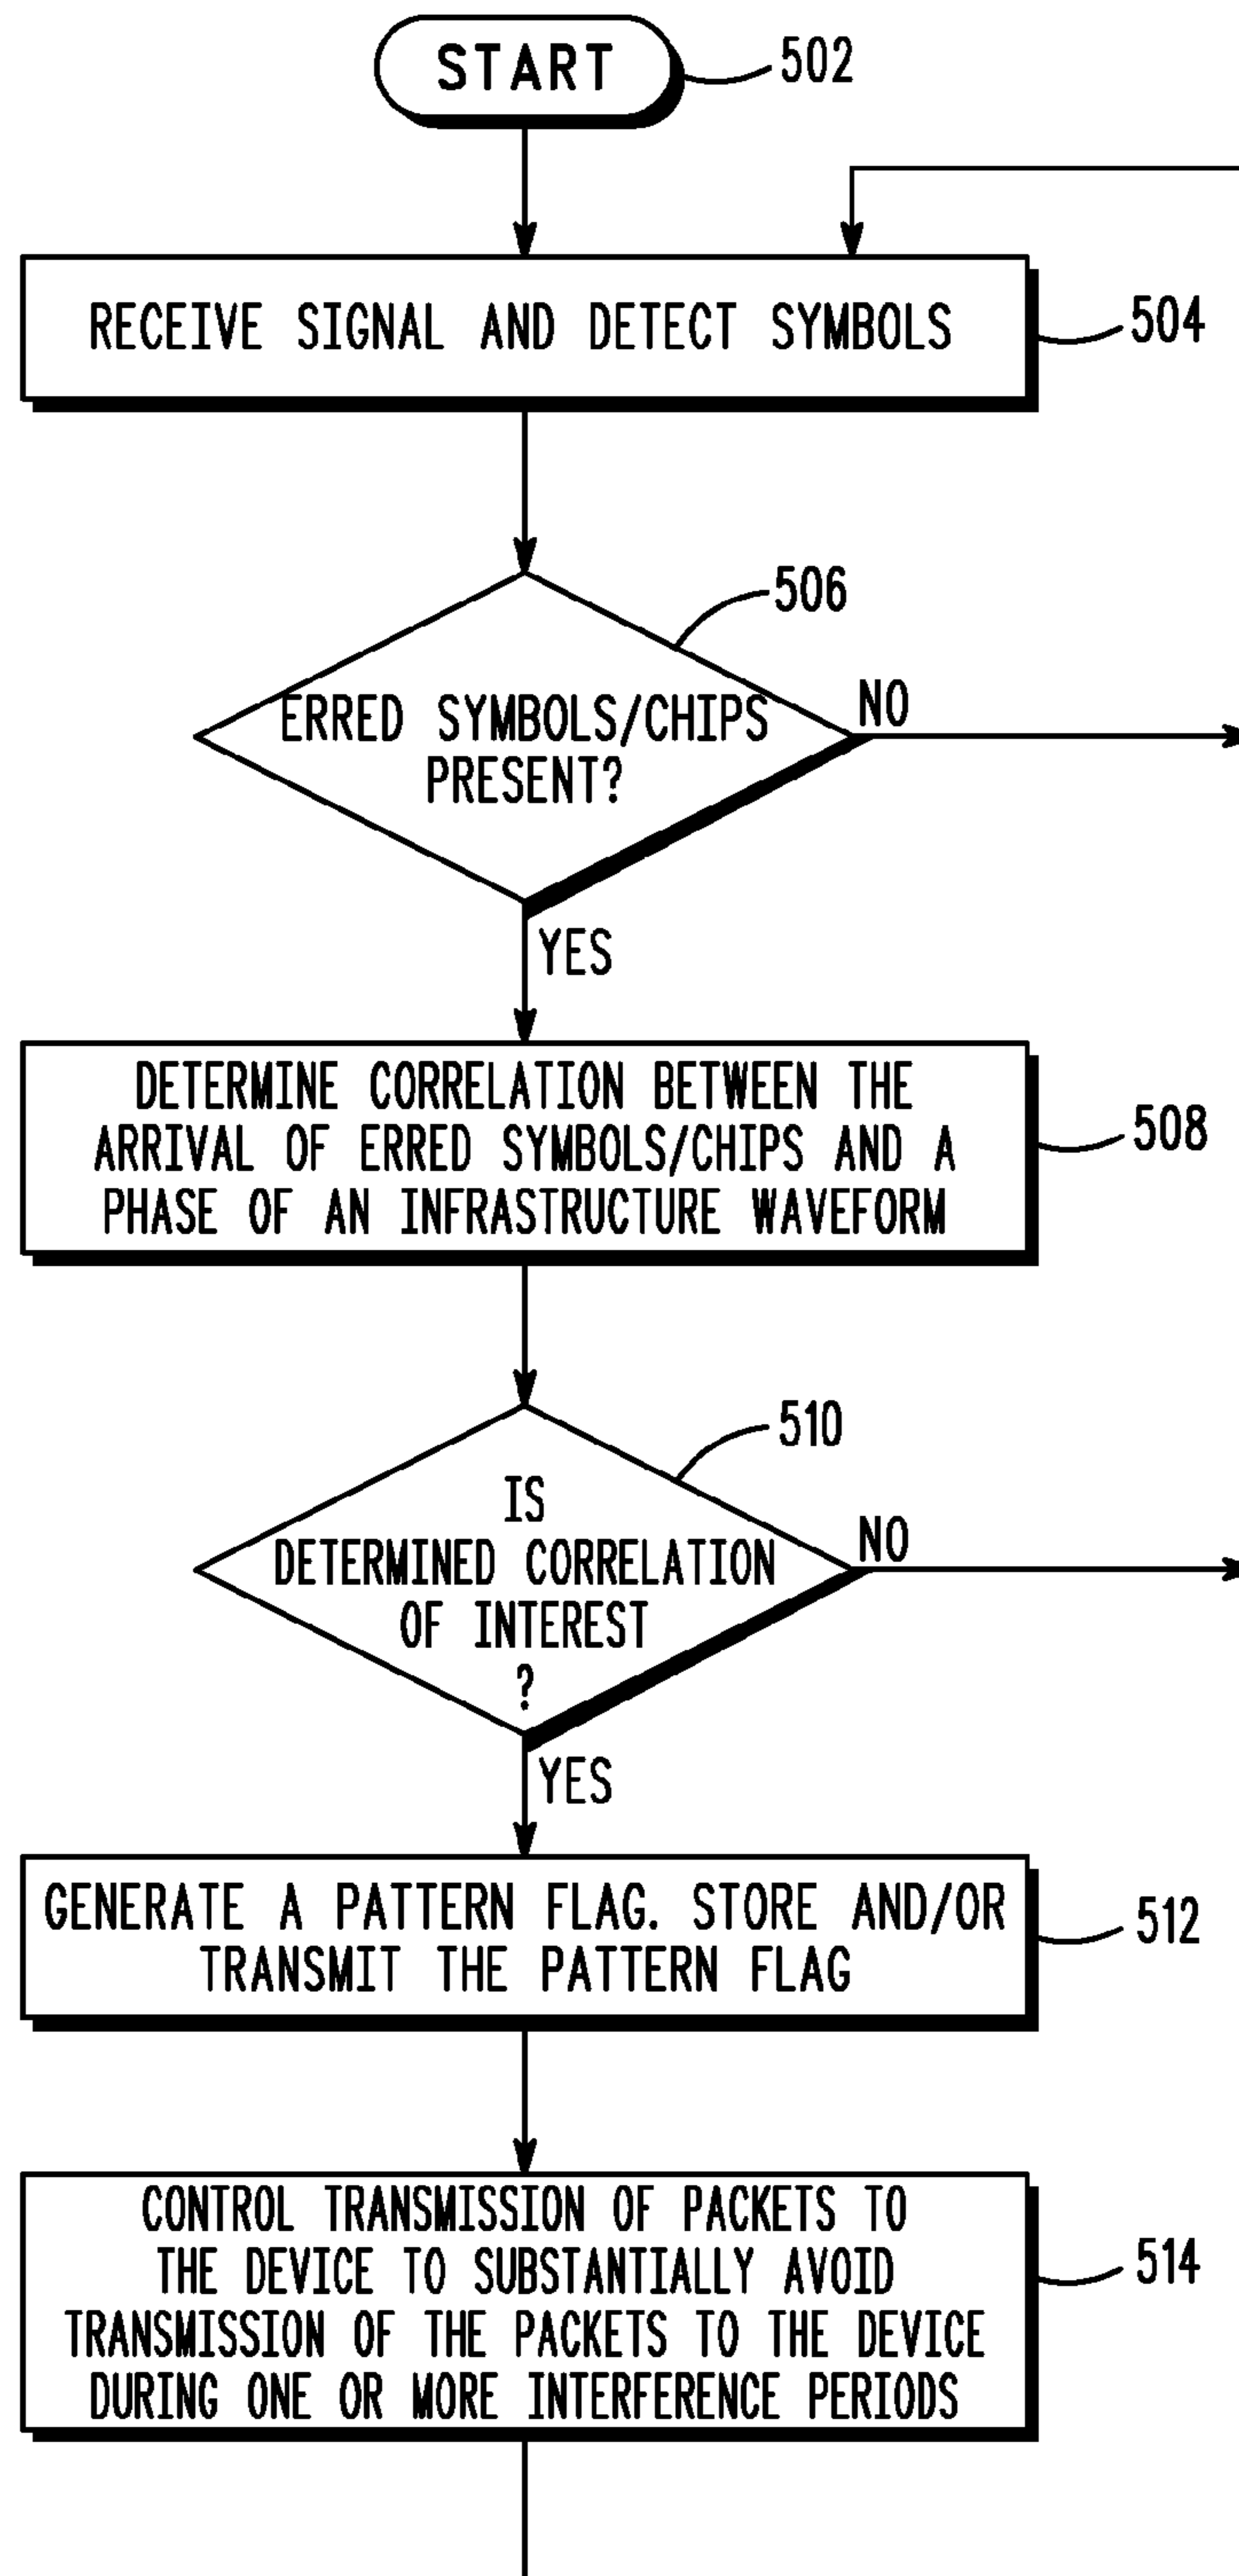 START
502
RECEIVE SIGNAL AND DETECT SYMBOLS
504
506
ERRED SYMBOLS/CHIPS
PRESENT?
NO
YES
DETERMINE CORRELATION BETWEEN THE
ARRIVAL OF ERRED SYMBOLS/CHIPS AND A
PHASE OF AN INFRASTRUCTURE WAVEFORM
508
510
IS
DETERMINED CORRELATION
OF INTEREST
?
NO
YES
GENERATE A PATTERN FLAG. STORE AND/OR
TRANSMIT THE PATTERN FLAG
512
CONTROL TRANSMISSION OF PACKETS TO
THE DEVICE TO SUBSTANTIALLY AVOID
TRANSMISSION OF THE PACKETS TO THE DEVICE
DURING ONE OR MORE INTERFERENCE PERIODS
514